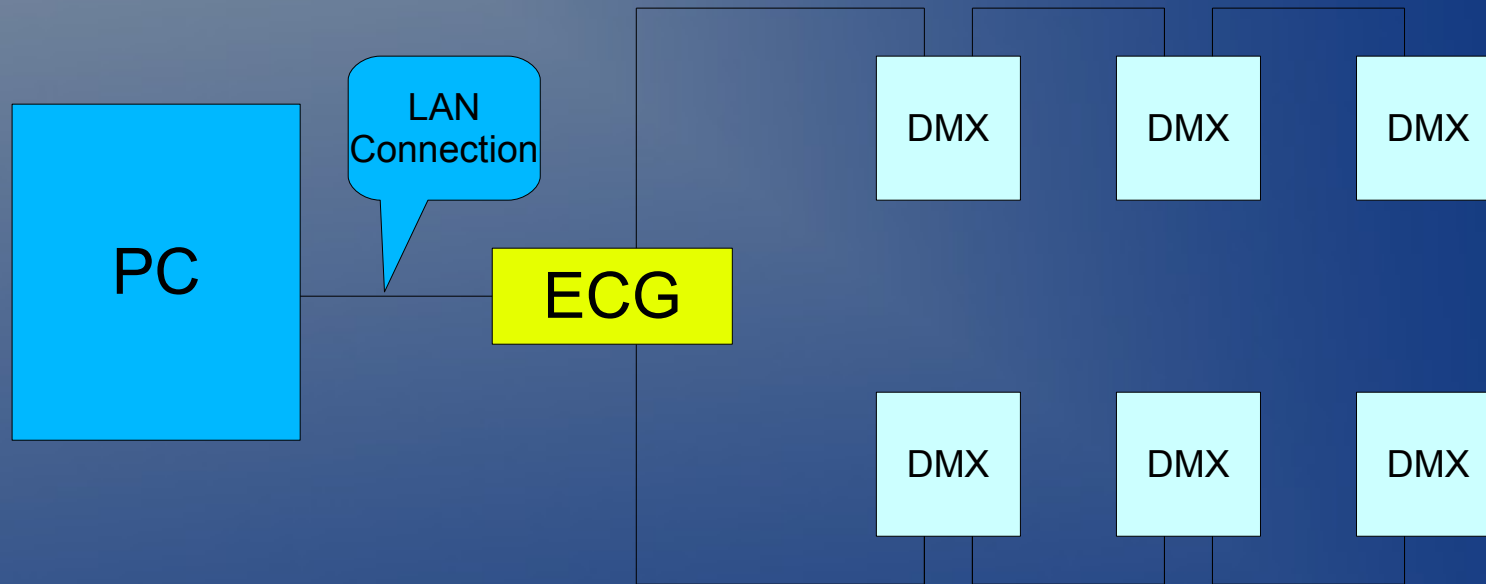 LAN
Connection
PC
ECG
DMX
DMX
DMX
DMX
DMX
DMX